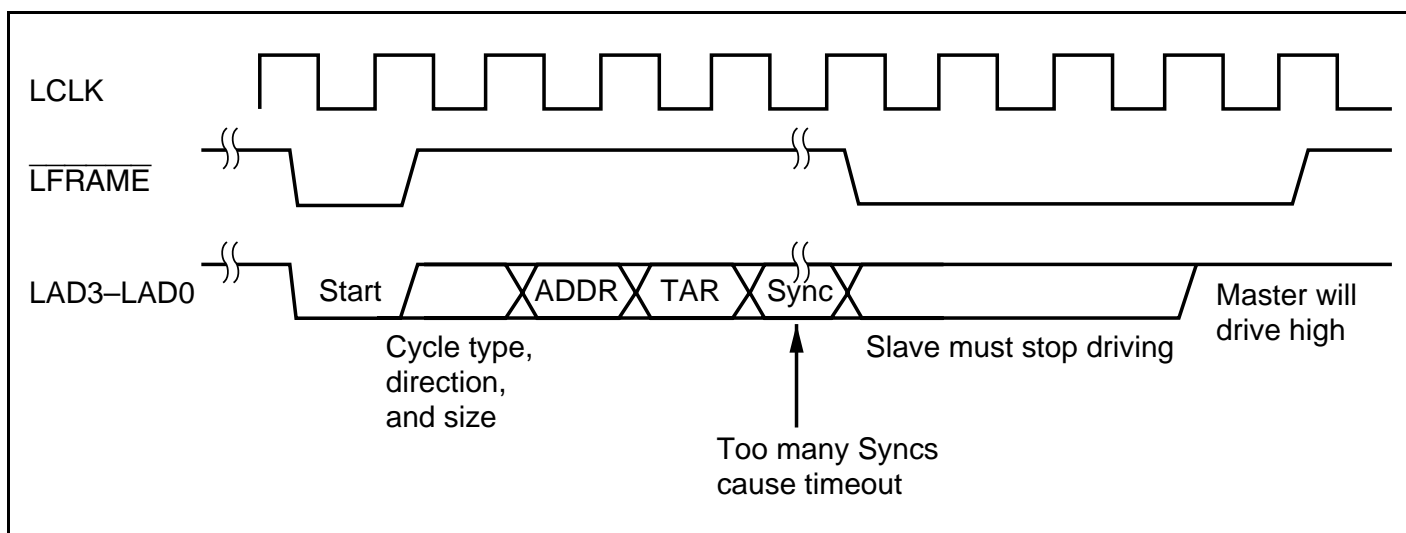 LCLK
LFRAME
LAD3–LAD0
Start
ADDR
TAR
Sync
Cycle type,
direction,
and size
Slave must stop driving
Master will
drive high
Too many Syncs
cause timeout